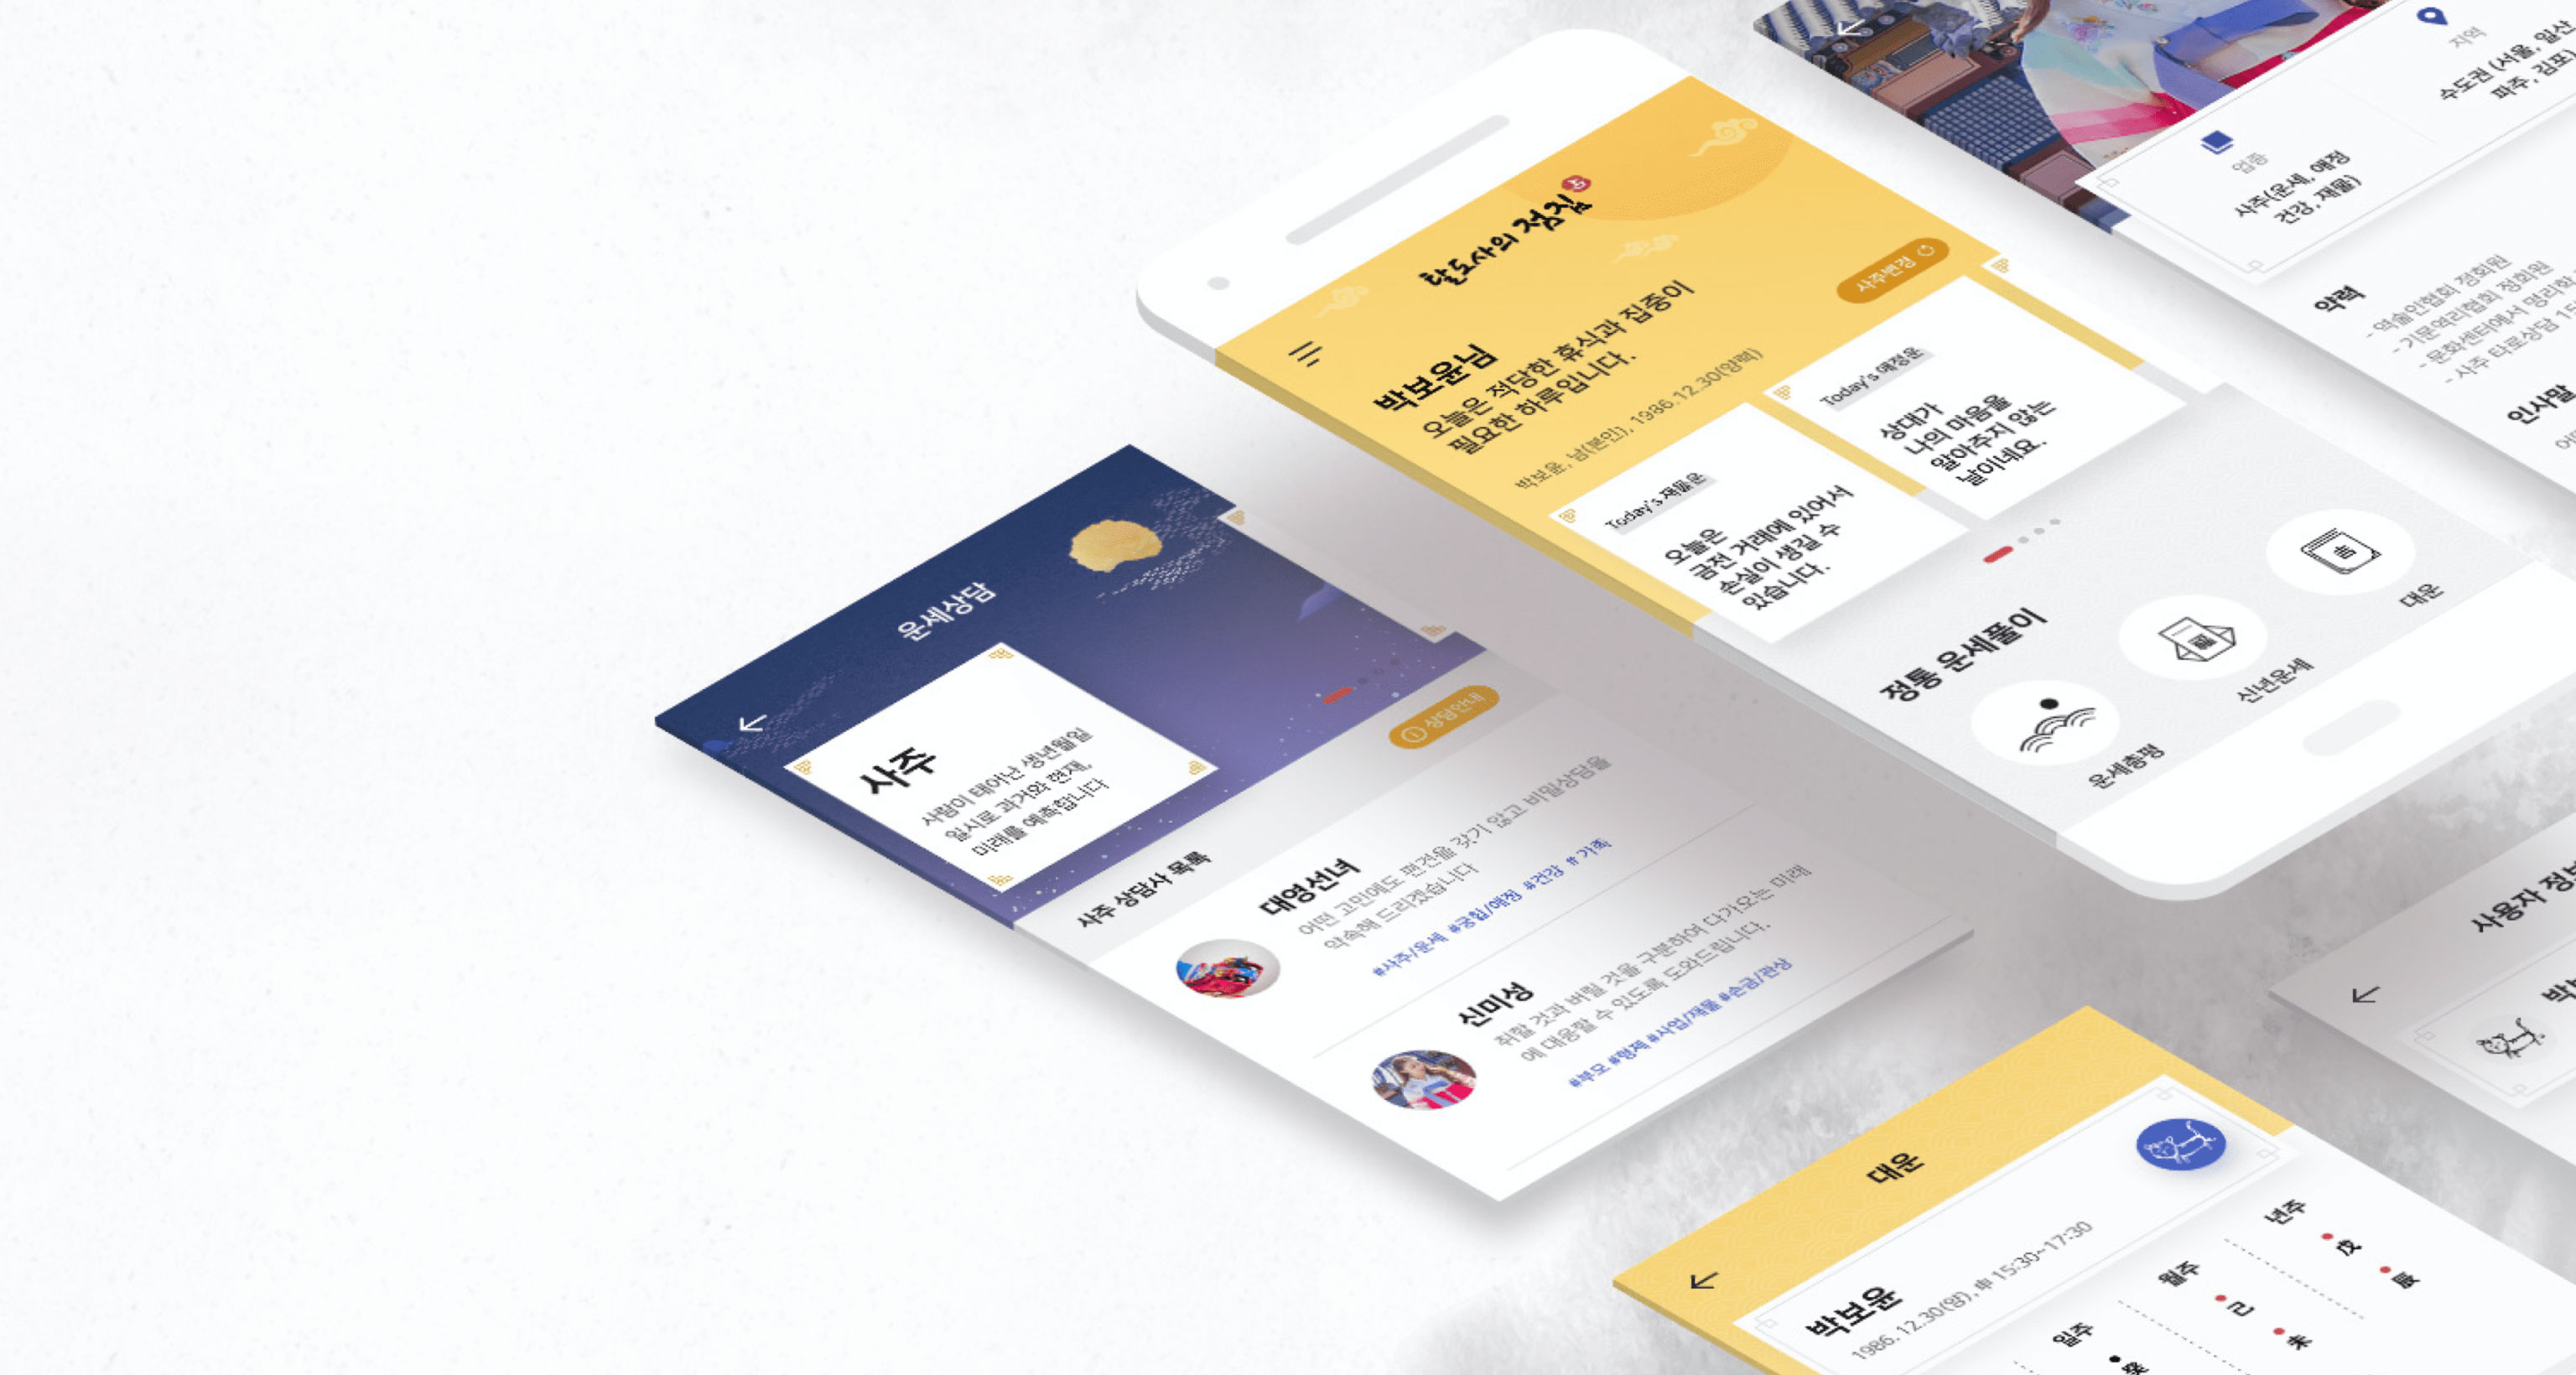 운세상담
사주
사람이 태어난 생년월일
일시로 과거와 현재,
미래를 예측합니다
사주 상담사 목록
상담안내
대영선녀
어떤 고민에도 편견을 갖기 않고 비밀상담을
약속해 드리겠습니다
#사주/운세 #궁합/애정 #건강 #가족
신미성
취할 것과 버릴 것을 구분하여 다가오는 미래
에 대응할 수 있도록 도와드립니다.
#부모 #형제 #사업/재물 #손금/관상
탈도사의 점집
점
박보윤님
오늘은 적당한 휴식과 집중이
필요한 하루입니다.
박보윤, 남(본인), 1986.12.30(양력)
사주변경
Today's 재물운
오늘은
금전 거래에 있어서
손실이 생길 수
있습니다.
Today's 애정운
상대가
나의 마음을
알아주지 않는
날이네요.
정통 운세풀이
운세총평
신년운세
吉
대운
업종
사주(운세, 애정
건강, 재물)
지역
수도권 (서울, 일산
파주, 김포)
약력
- 역술인협회 정회원
- 기문역리협회 정회원
- 문화센터에서 명리학
- 사주 타로상담
인사말
사용자 정보
대운
박보윤
1986.12.30(양), 申 15:30~17:30
년주
戊
辰
월주
己
未
일주
癸